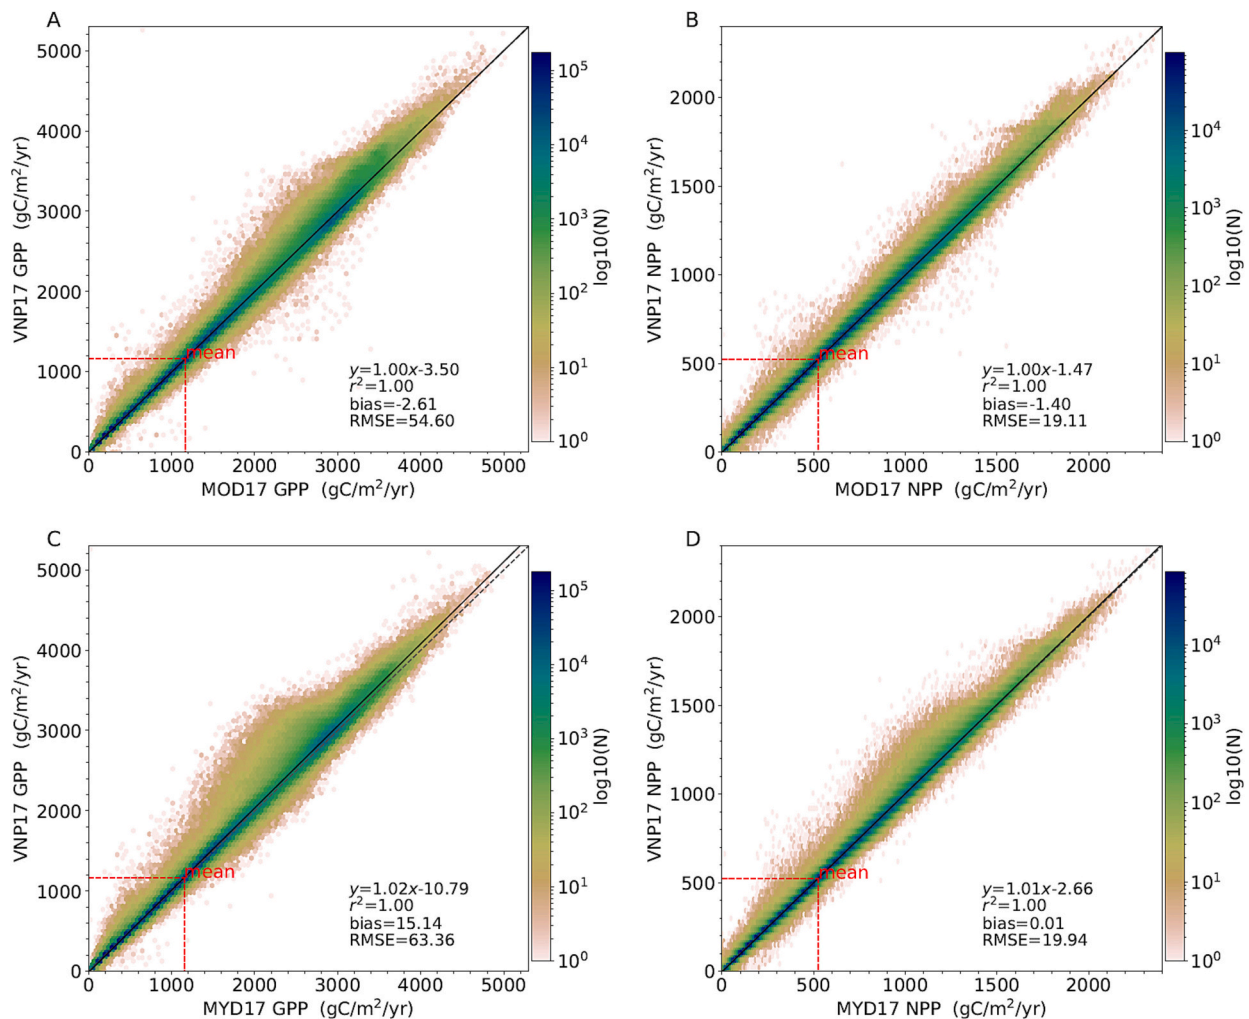 A
5000
4000
3000
2000
1000
0
VNP17 GPP (gC/m²/yr)
mean
y=1.00x-3.50
r²=1.00
bias=-2.61
RMSE=54.60
0 1000 2000 3000 4000 5000
MOD17 GPP (gC/m²/yr)
10⁵
10⁴
10³
10²
10¹
10⁰
log10(N)
B
2000
1500
1000
500
0
VNP17 NPP (gC/m²/yr)
mean
y=1.00x-1.47
r²=1.00
bias=-1.40
RMSE=19.11
0 500 1000 1500 2000
MOD17 NPP (gC/m²/yr)
10⁴
10³
10²
10¹
10⁰
log10(N)
C
5000
4000
3000
2000
1000
0
VNP17 GPP (gC/m²/yr)
mean
y=1.02x-10.79
r²=1.00
bias=15.14
RMSE=63.36
0 1000 2000 3000 4000 5000
MYD17 GPP (gC/m²/yr)
10⁵
10⁴
10³
10²
10¹
10⁰
log10(N)
D
2000
1500
1000
500
0
VNP17 NPP (gC/m²/yr)
mean
y=1.01x-2.66
r²=1.00
bias=0.01
RMSE=19.94
0 500 1000 1500 2000
MYD17 NPP (gC/m²/yr)
10⁴
10³
10²
10¹
10⁰
log10(N)